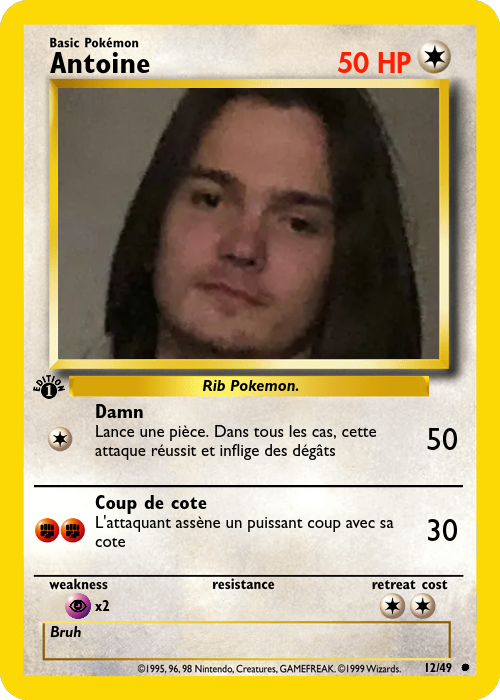 Basic Pokémon
Antoine
50 HP
EDITION
1
Rib Pokemon.
Damn
Lance une pièce. Dans tous les cas, cette
attaque réussit et inflige des dégâts
50
Coup de cote
L'attaquant assène un puissant coup avec sa
cote
30
weakness
resistance
retreat cost
x2
Bruh
©1995, 96, 98 Nintendo, Creatures, GAMEFREAK. ©1999 Wizards.
12/49